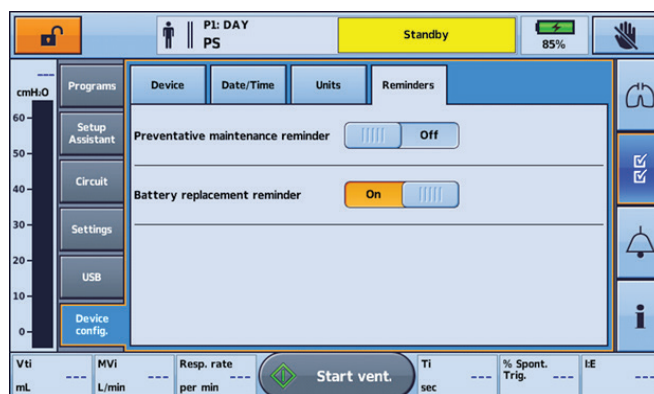 P1: DAY
PS
Standby
85%
---
cmH₂O
60
50
40
30
20
10
0
Programs
Setup
Assistant
Circuit
Settings
USB
Device
config.
Device
Date/Time
Units
Reminders
Preventative maintenance reminder
Off
Battery replacement reminder
On
i
Vti
---
mL
MVi
---
L/min
Resp. rate
---
per min
Start vent.
Ti
---
sec
% Spont.
Trig.
---
I:E
---